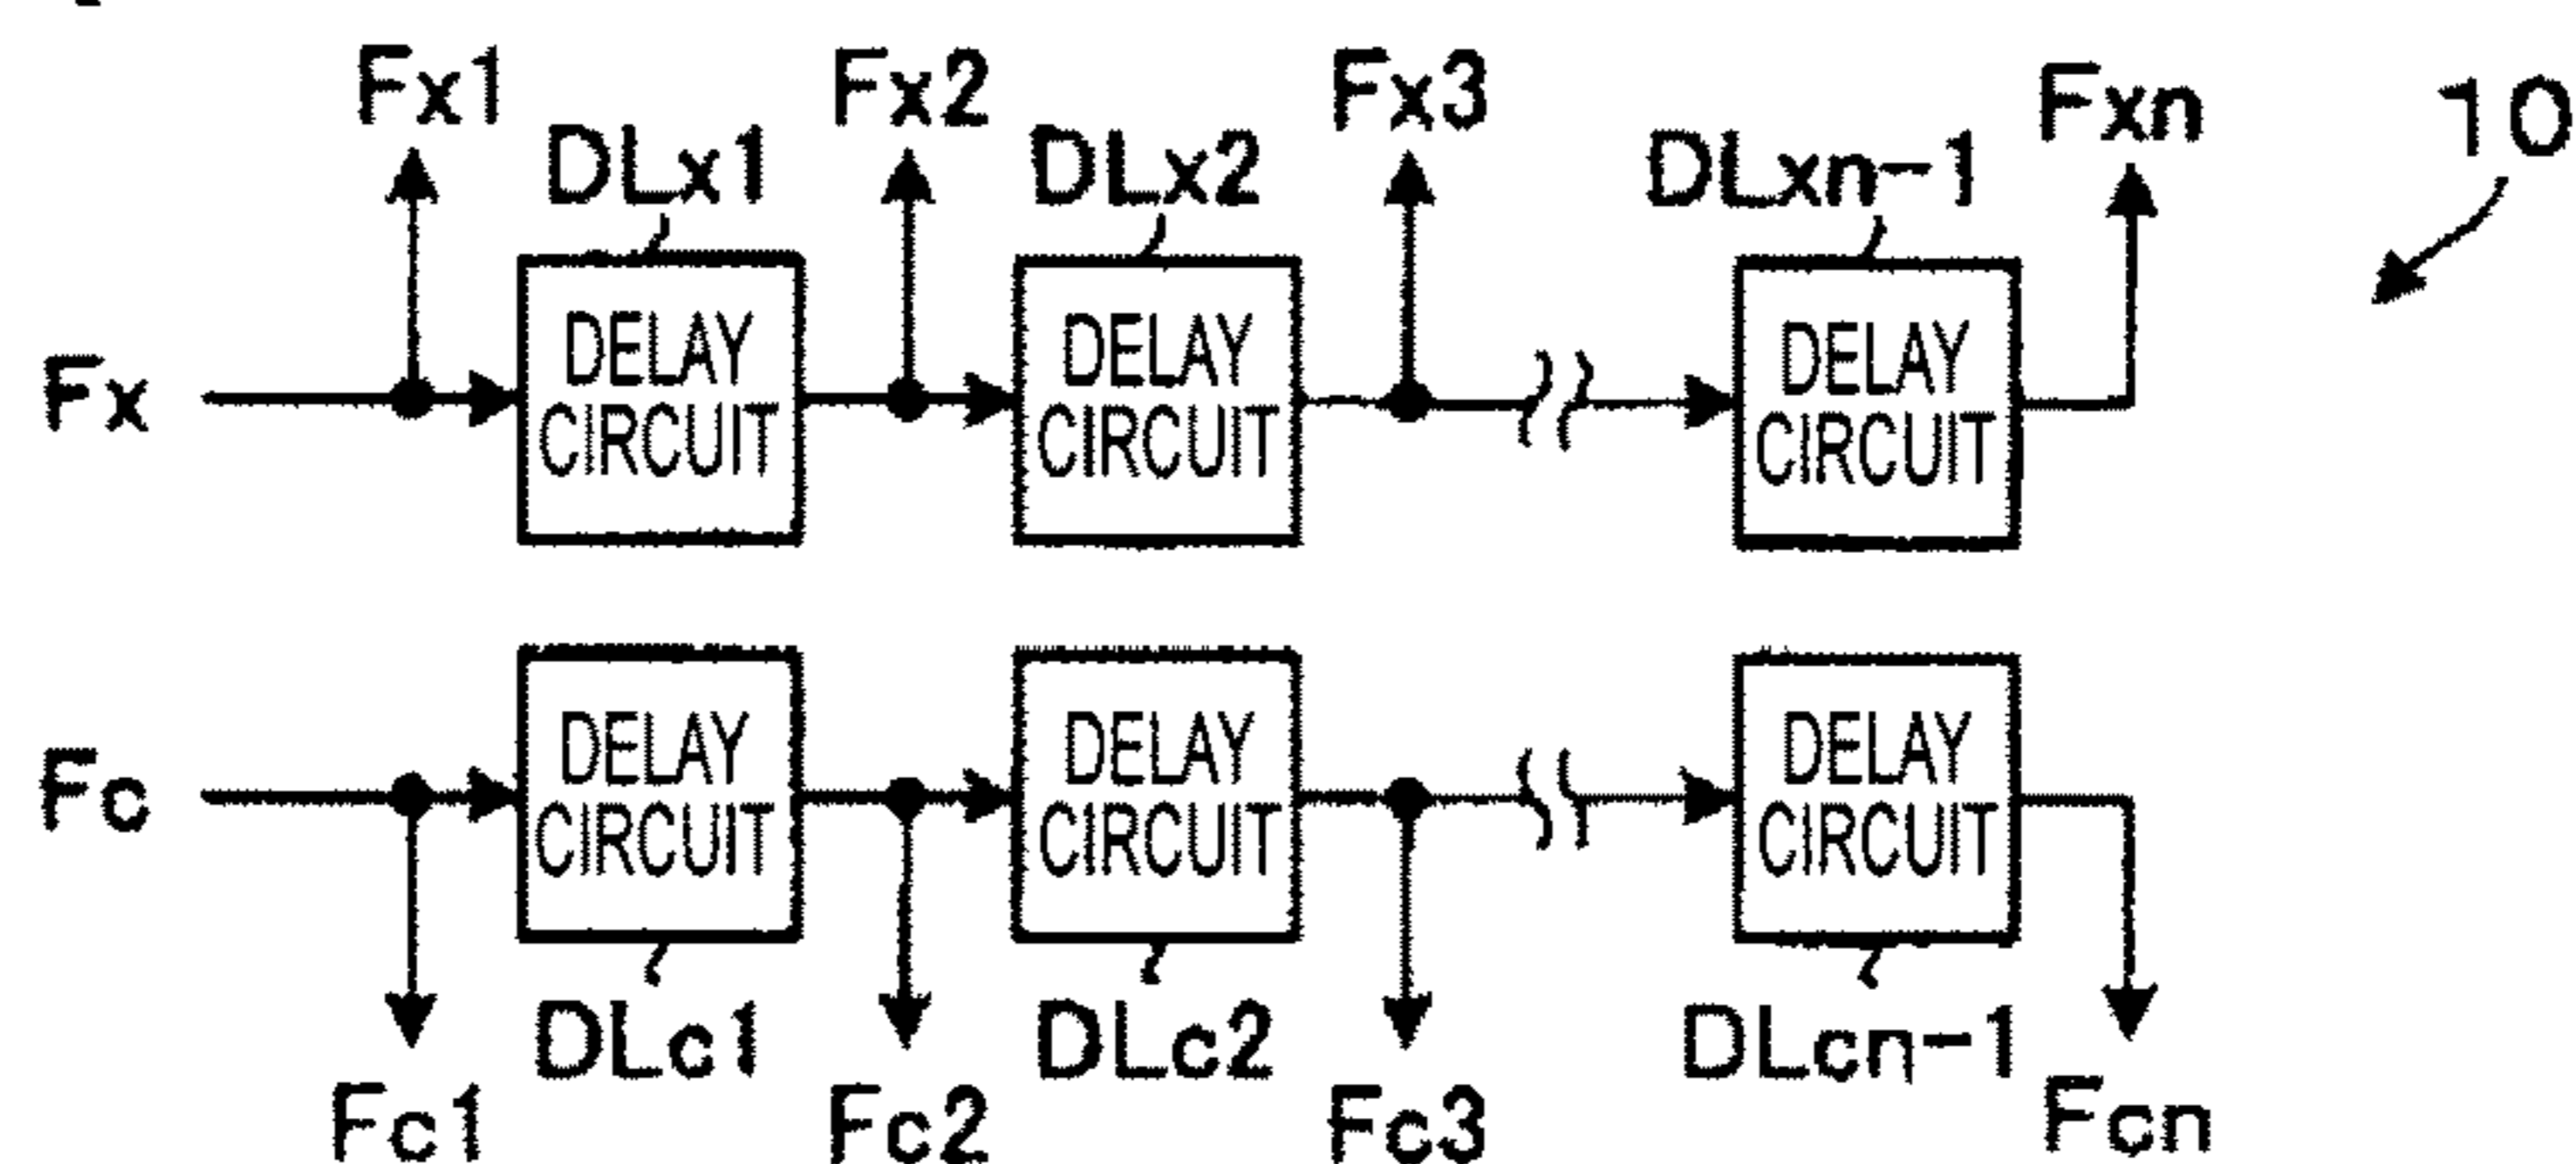 Fx1 Fx2 Fx3 Fxn 10
DLx1 DLx2 DLxn-1
Fx
DELAY CIRCUIT
DELAY CIRCUIT
DELAY CIRCUIT
Fc
DELAY CIRCUIT
DELAY CIRCUIT
DELAY CIRCUIT
DLc1 DLc2 DLcn-1
Fc1 Fc2 Fc3 Fcn